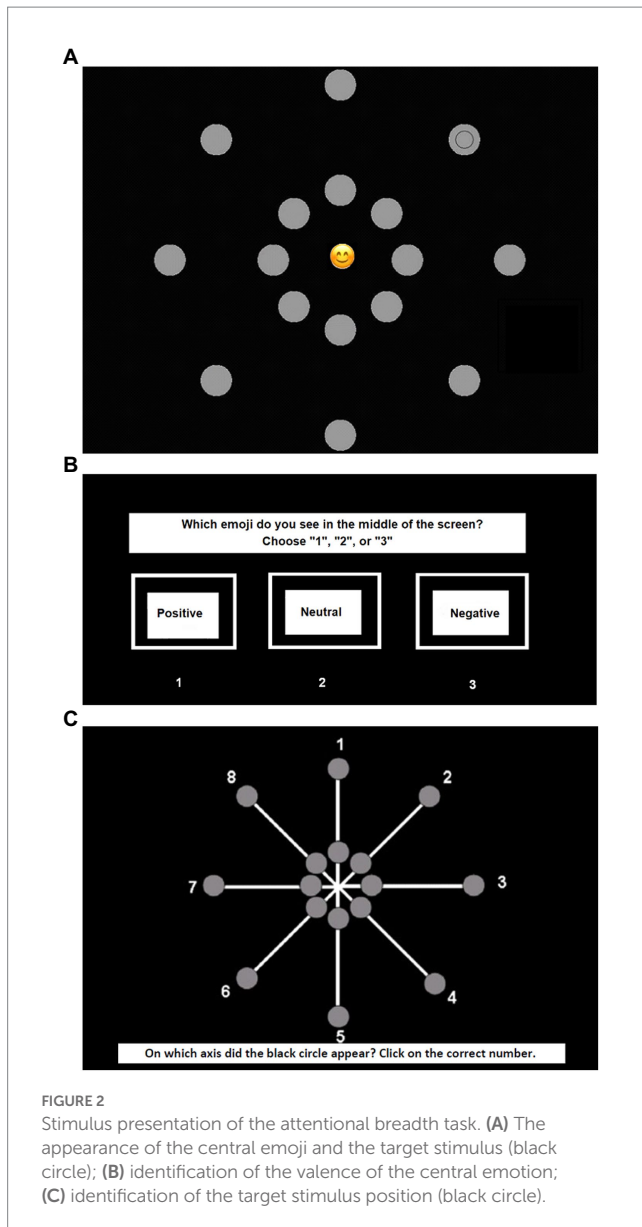 A
B
Which emoji do you see in the middle of the screen?
Choose "1", "2", or "3"
Positive
Neutral
Negative
1
2
3
C
1
8
2
7
3
6
4
5
On which axis did the black circle appear? Click on the correct number.
FIGURE 2
Stimulus presentation of the attentional breadth task. (A) The
appearance of the central emoji and the target stimulus (black
circle); (B) identification of the valence of the central emotion;
(C) identification of the target stimulus position (black circle).